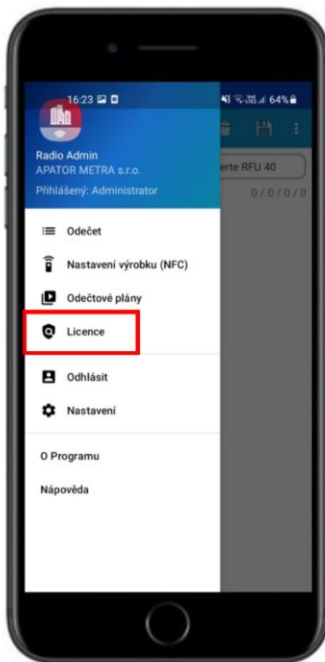 16:23 64%
Radio Admin
APATOR METRA s.r.o.
Přihlášený: Administrator
erte RFU 40
0 / 0 / 0 / 0
Odečet
Nastavení výrobku (NFC)
Odečtové plány
Licence
Odhlásit
Nastavení
O Programu
Nápověda